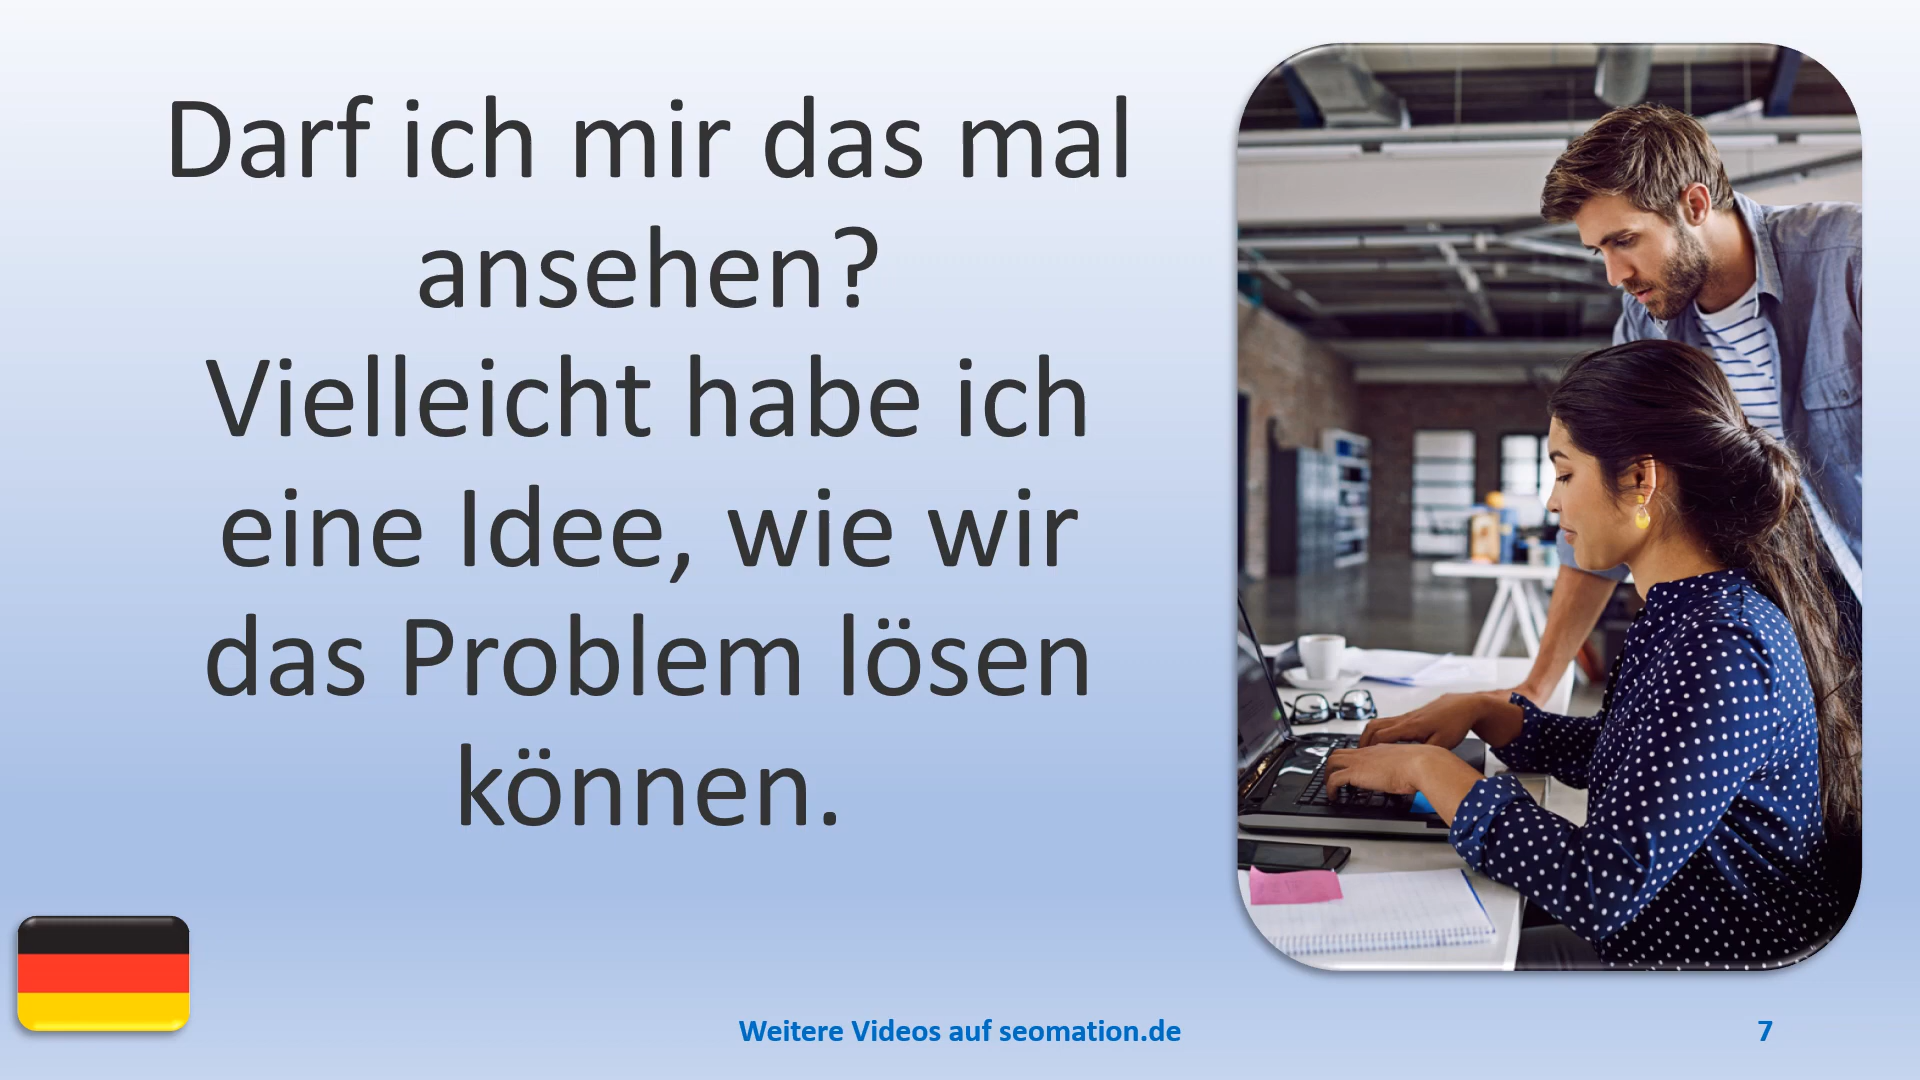 Darf ich mir das mal
ansehen?
Vielleicht habe ich
eine Idee, wie wir
das Problem lösen
können.
Weitere Videos auf seomation.de
7